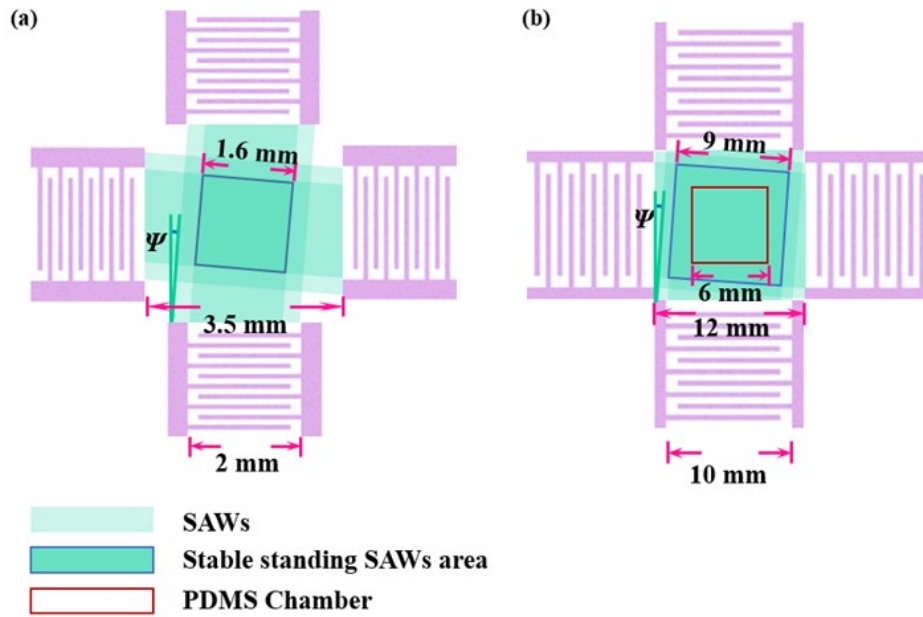 (a)
(b)
1.6 mm
9 mm
Ψ
Ψ
3.5 mm
6 mm
12 mm
2 mm
10 mm
SAWs
Stable standing SAWs area
PDMS Chamber